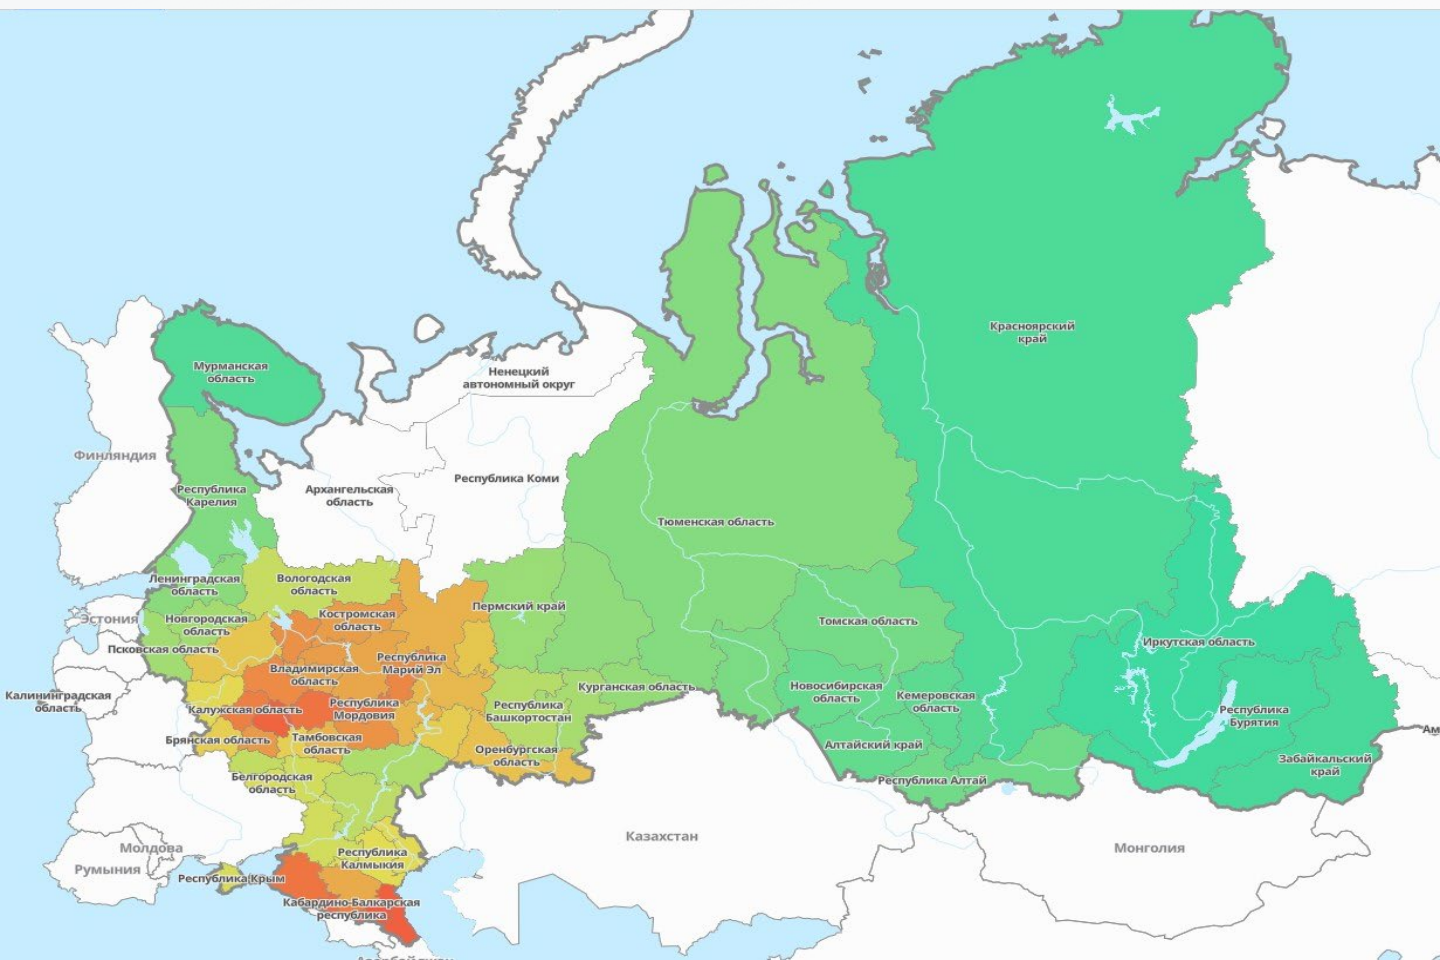 Красноярский
край
Мурманская
область
Ненецкий
автономный округ
Финляндия
Республика Коми
Республика
Карелия
Архангельская
область
Тюменская область
Ленинградская
область
Вологодская
область
Пермский край
Эстония
Новгородская
область
Костромская
область
Томская область
Псковская область
Республика
Марий Эл
Иркутская область
Владимирская
область
Калининградская
область
Курганская область
Новосибирская
область
Кемеровская
область
Калужская область
Республика
Мордовия
Республика
Башкортостан
Республика
Бурятия
Ам
Брянская область
Тамбовская
область
Оренбургская
область
Алтайский край
Забайкальский
край
Белгородская
область
Республика Алтай
Казахстан
Молдова
Монголия
Румыния
Республика
Калмыкия
Республика Крым
Кабардино-Балкарская
республика
Азербайджан